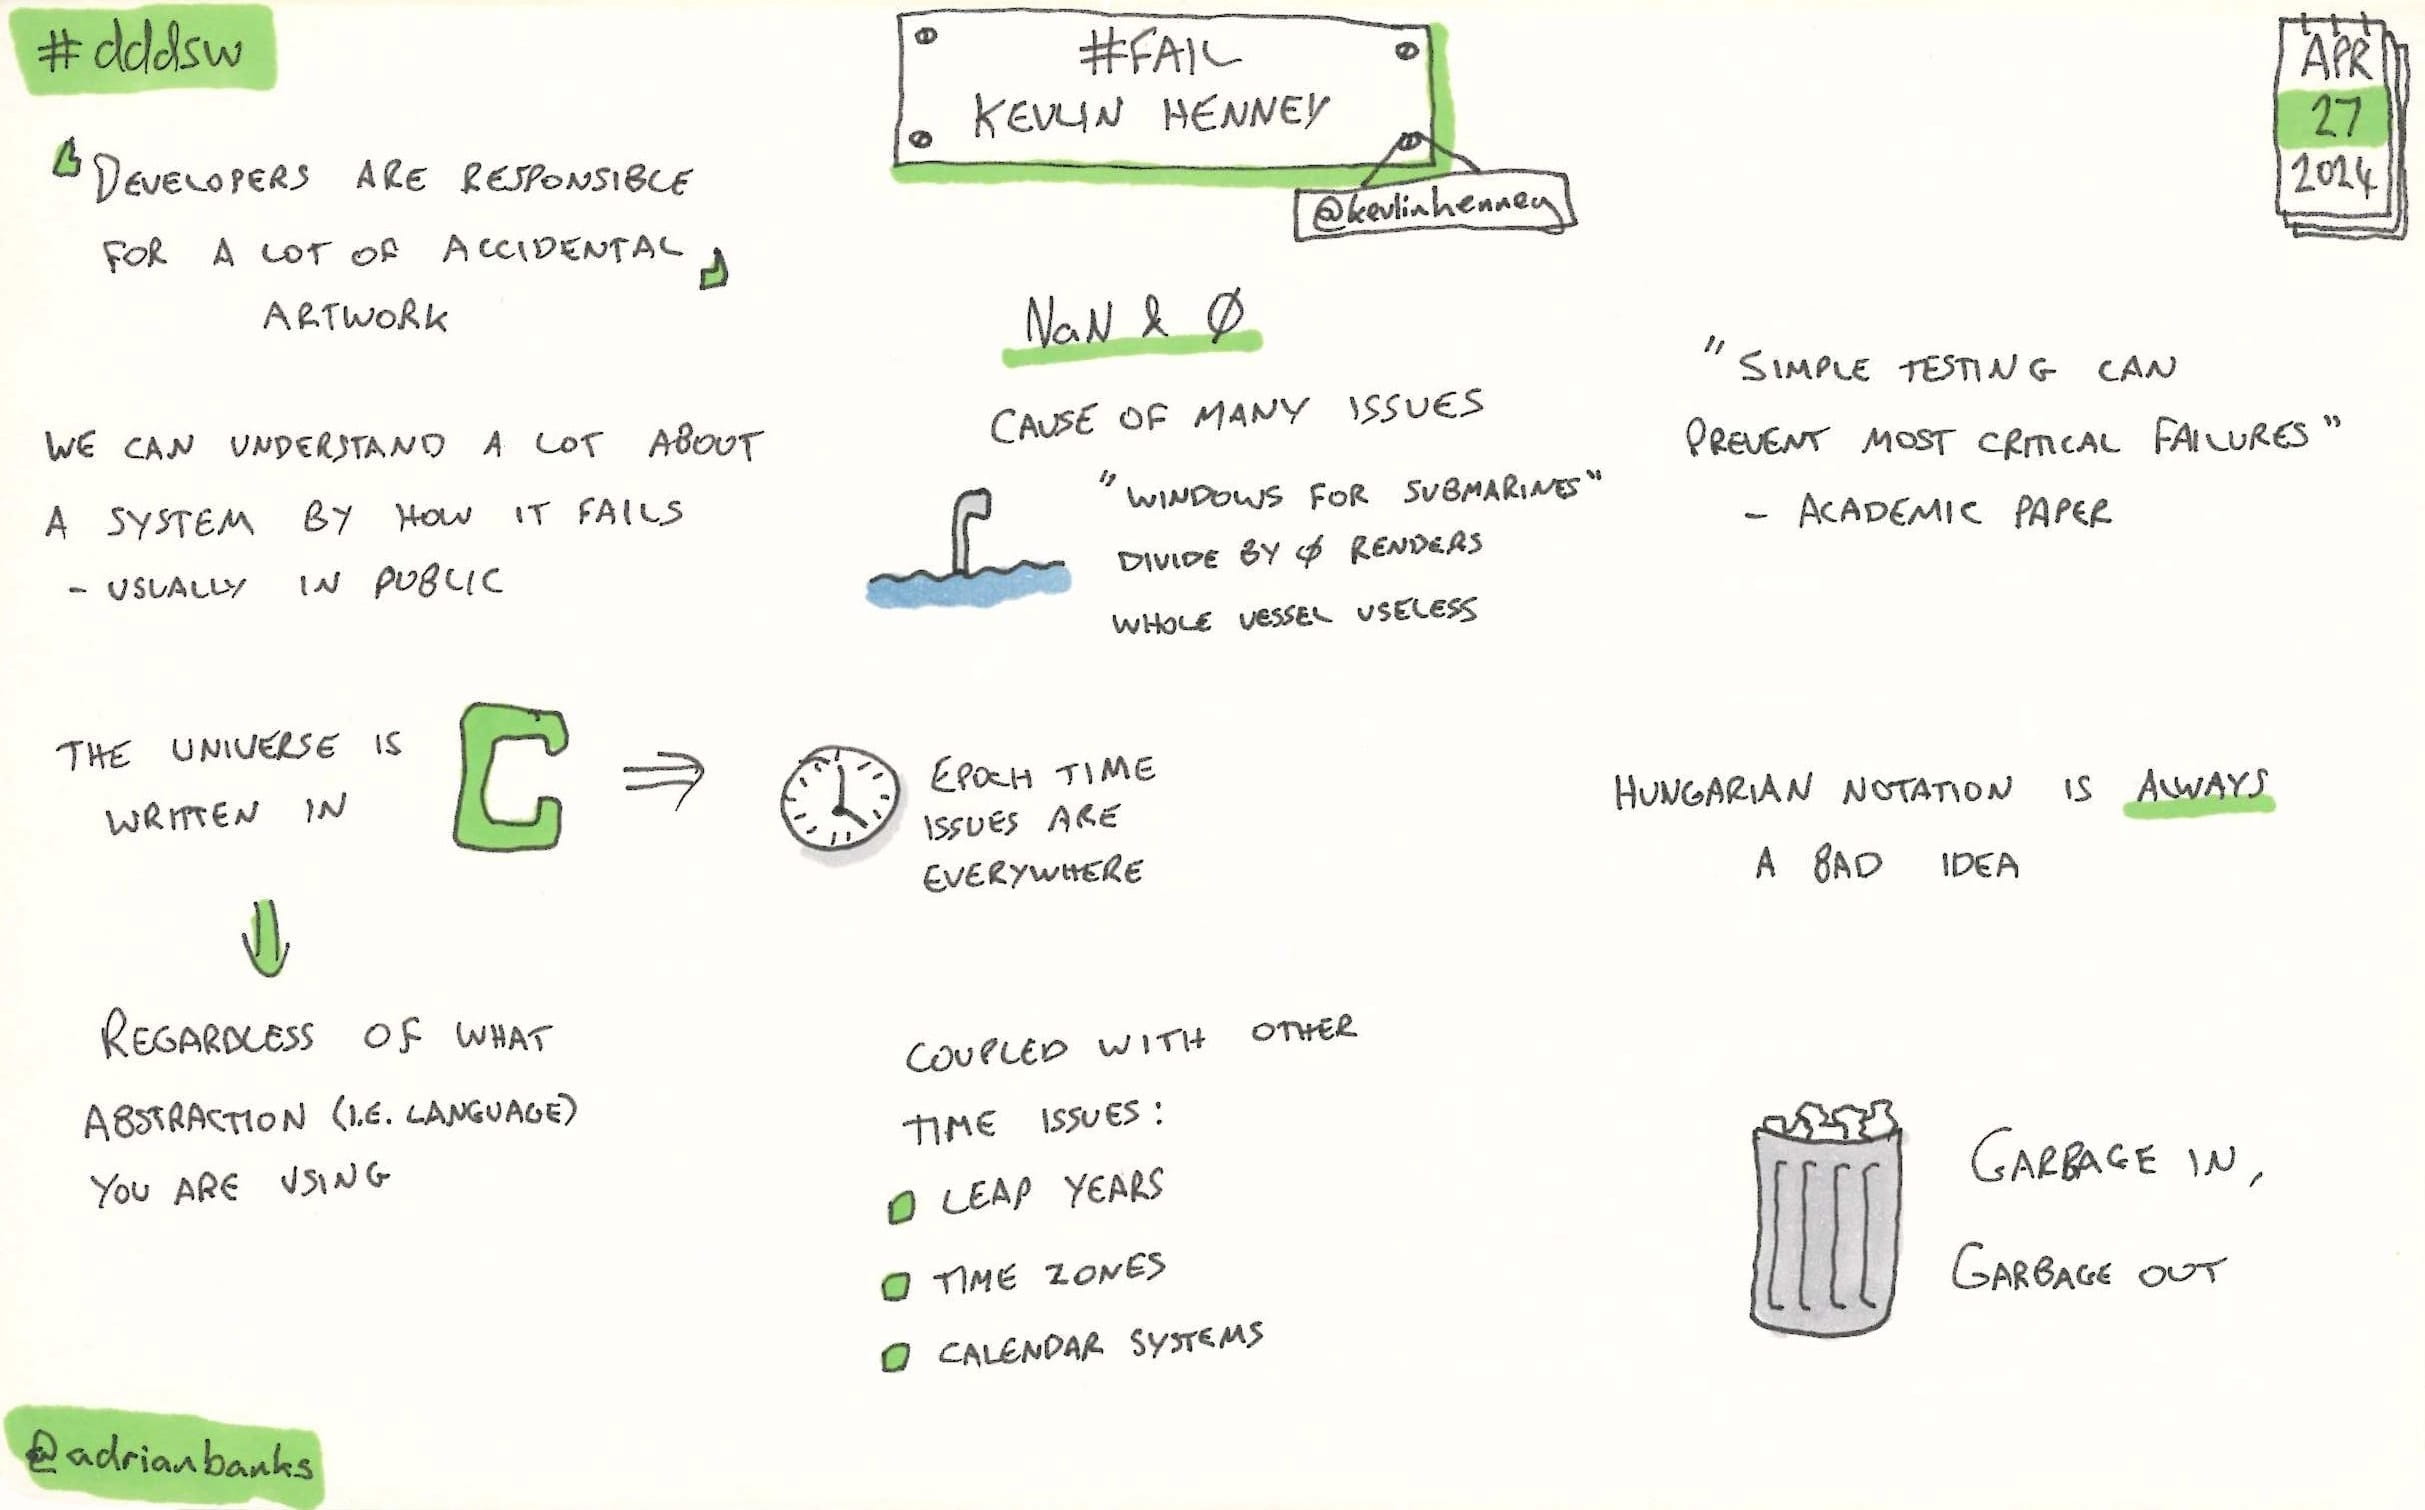 #dddsw
#FAIL
KEVLIN HENNEY
@kevlinhenney
APR
27
2024
DEVELOPERS ARE RESPONSIBLE
FOR A LOT OF ACCIDENTAL
ARTWORK
WE CAN UNDERSTAND A LOT ABOUT
A SYSTEM BY HOW IT FAILS
- USUALLY IN PUBLIC
THE UNIVERSE IS
WRITTEN IN C
REGARDLESS OF WHAT
ABSTRACTION (I.E. LANGUAGE)
YOU ARE USING
NaN & Ø
CAUSE OF MANY ISSUES
"WINDOWS FOR SUBMARINES"
DIVIDE BY Ø RENDERS
WHOLE VESSEL USELESS
EPOCH TIME
ISSUES ARE
EVERYWHERE
COUPLED WITH OTHER
TIME ISSUES:
LEAP YEARS
TIME ZONES
CALENDAR SYSTEMS
"SIMPLE TESTING CAN
PREVENT MOST CRITICAL FAILURES"
- ACADEMIC PAPER
HUNGARIAN NOTATION IS ALWAYS
A BAD IDEA
GARBAGE IN,
GARBAGE OUT
@adrianbanks